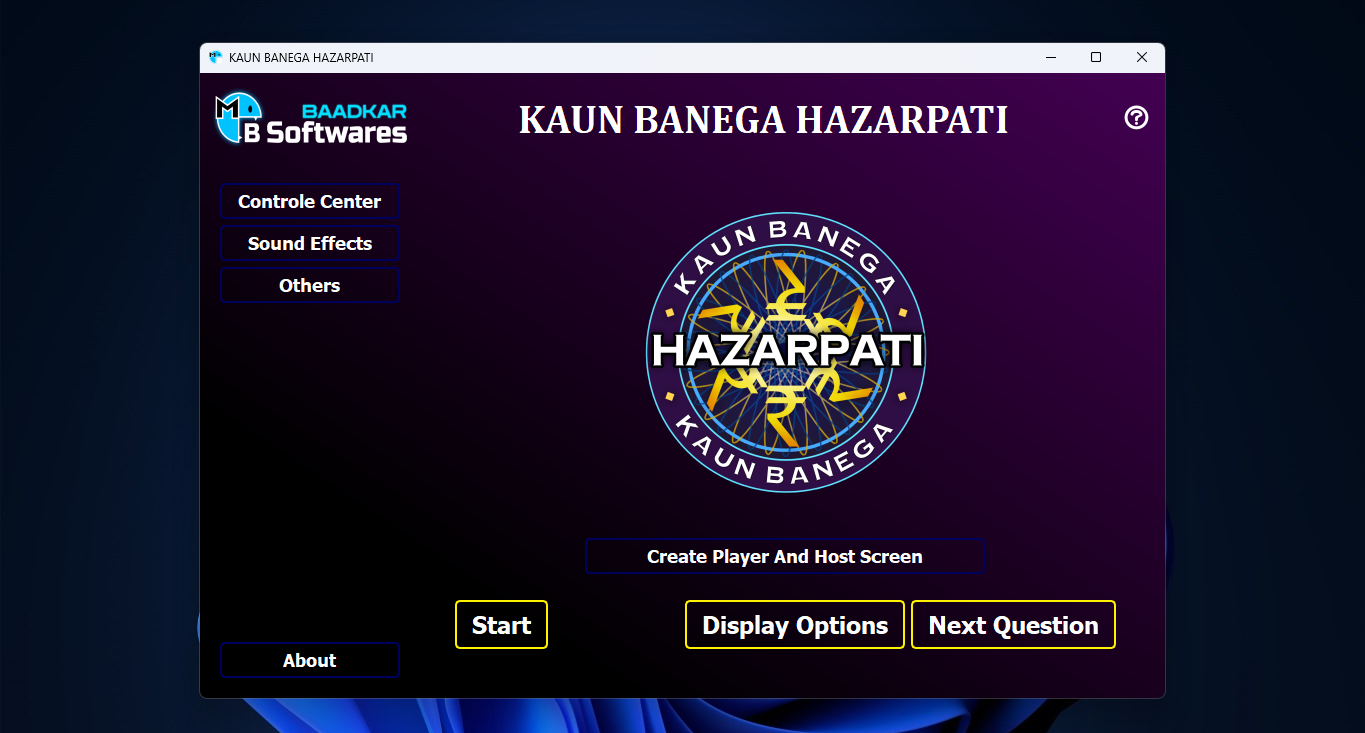 KAUN BANEGA HAZARPATI
MB BAADKAR
Softwares
KAUN BANEGA HAZARPATI
?
Controle Center
Sound Effects
Others
KAUN BANEGA
HAZARPATI
KAUN BANEGA
Create Player And Host Screen
Start
Display Options
Next Question
About